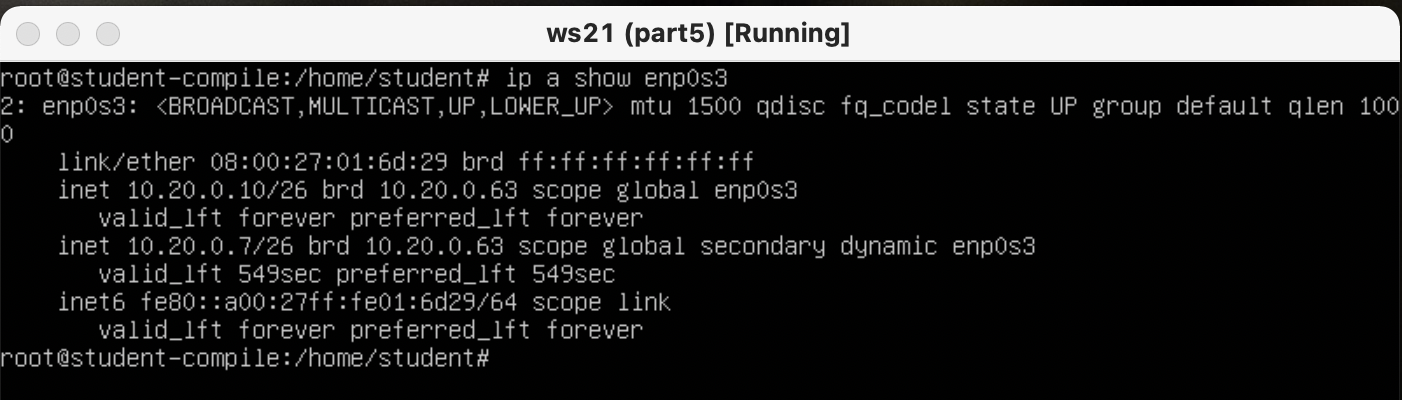 ws21 (part5) [Running]
root@student-compile:/home/student# ip a show enp0s3
2: enp0s3: <BROADCAST,MULTICAST,UP,LOWER_UP> mtu 1500 qdisc fq_codel state UP group default qlen 100
0
    link/ether 08:00:27:01:6d:29 brd ff:ff:ff:ff:ff:ff
    inet 10.20.0.10/26 brd 10.20.0.63 scope global enp0s3
       valid_lft forever preferred_lft forever
    inet 10.20.0.7/26 brd 10.20.0.63 scope global secondary dynamic enp0s3
       valid_lft 549sec preferred_lft 549sec
    inet6 fe80::a00:27ff:fe01:6d29/64 scope link
       valid_lft forever preferred_lft forever
root@student-compile:/home/student#